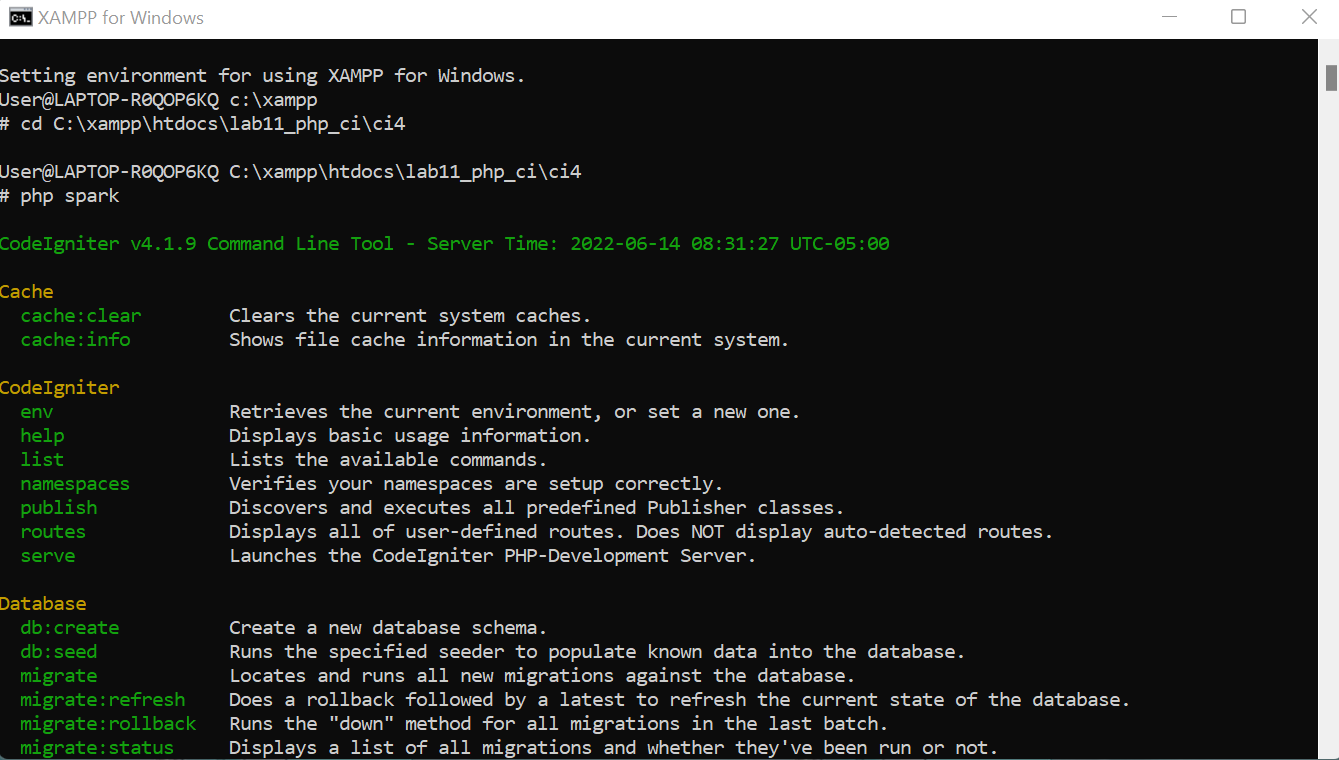 XAMPP for Windows
Setting environment for using XAMPP for Windows.
User@LAPTOP-R0QOP6KQ c:\xampp
# cd C:\xampp\htdocs\lab11_php_ci\ci4
User@LAPTOP-R0QOP6KQ C:\xampp\htdocs\lab11_php_ci\ci4
# php spark
CodeIgniter v4.1.9 Command Line Tool - Server Time: 2022-06-14 08:31:27 UTC-05:00
Cache
cache:clear Clears the current system caches.
cache:info Shows file cache information in the current system.
CodeIgniter
env Retrieves the current environment, or set a new one.
help Displays basic usage information.
list Lists the available commands.
namespaces Verifies your namespaces are setup correctly.
publish Discovers and executes all predefined Publisher classes.
routes Displays all of user-defined routes. Does NOT display auto-detected routes.
serve Launches the CodeIgniter PHP-Development Server.
Database
db:create Create a new database schema.
db:seed Runs the specified seeder to populate known data into the database.
migrate Locates and runs all new migrations against the database.
migrate:refresh Does a rollback followed by a latest to refresh the current state of the database.
migrate:rollback Runs the "down" method for all migrations in the last batch.
migrate:status Displays a list of all migrations and whether they've been run or not.